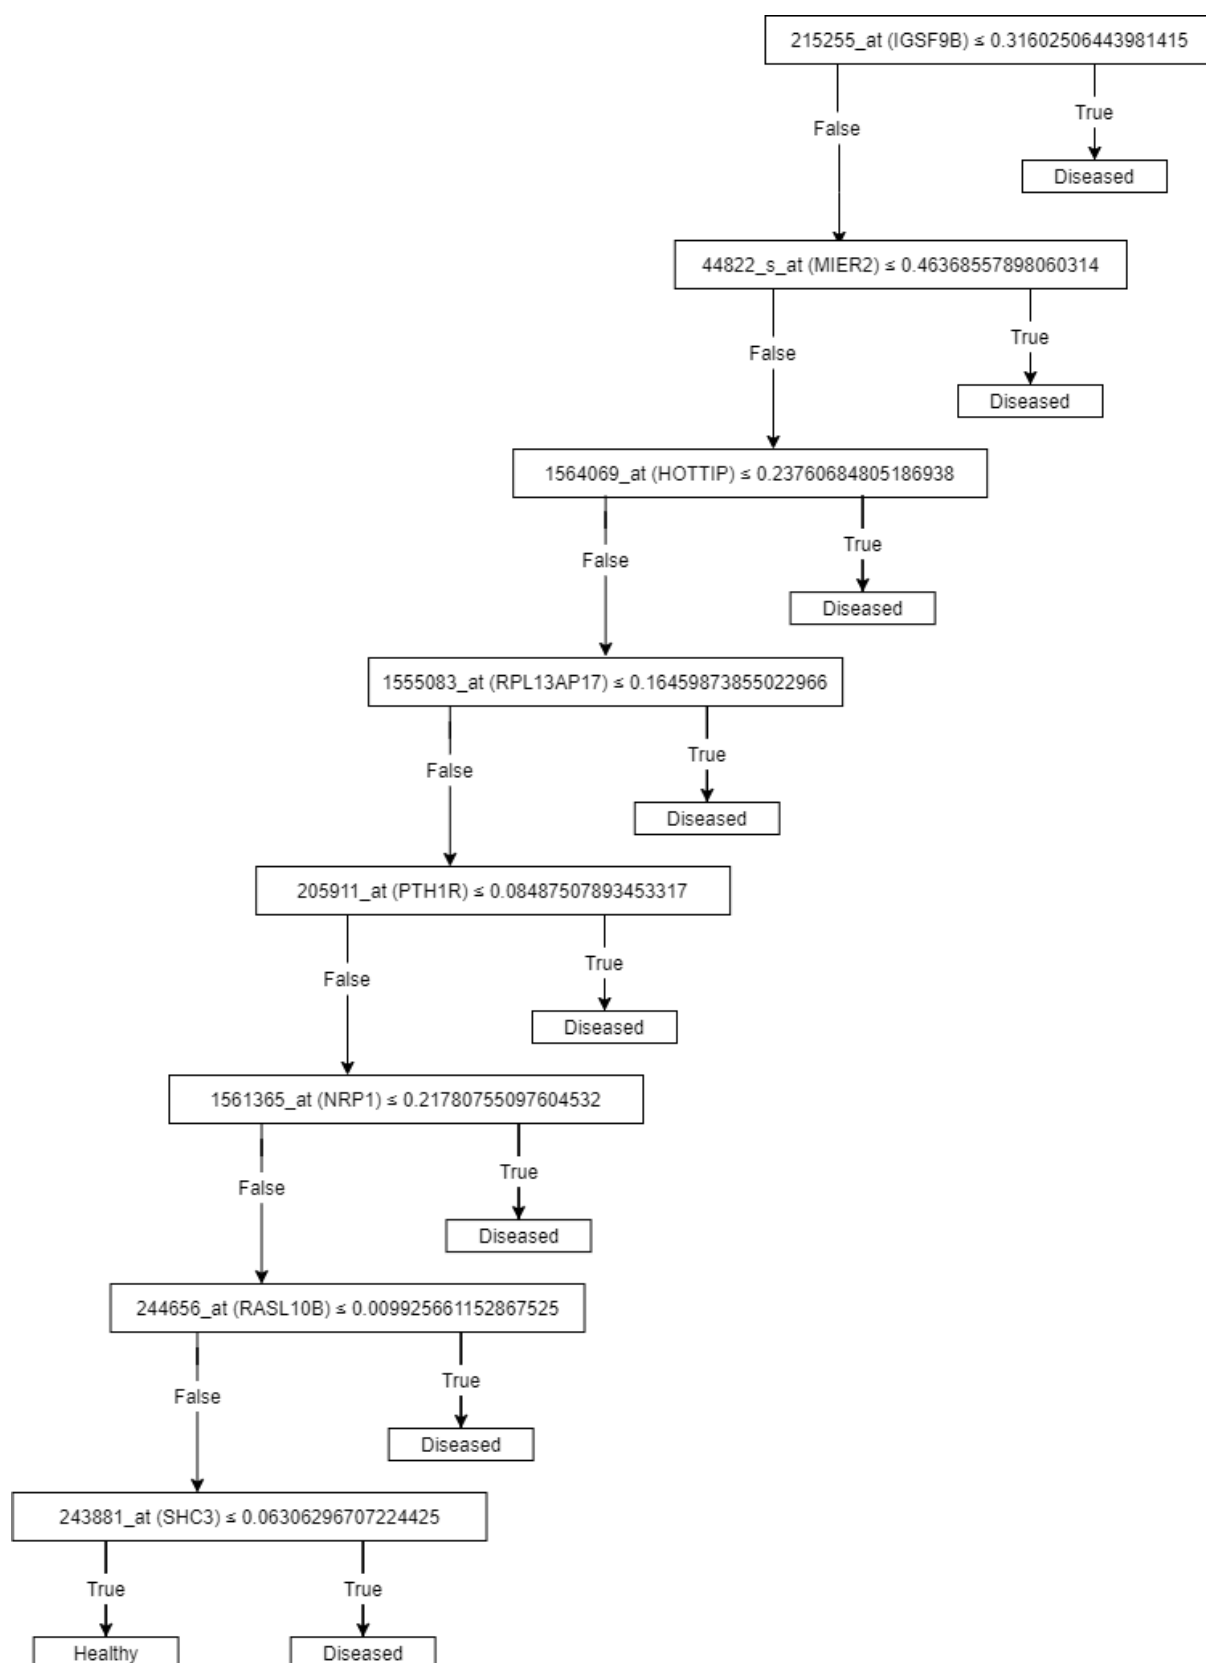 215255_at (IGSF9B) ≤ 0.31602506443981415
False
True
Diseased
44822_s_at (MIER2) ≤ 0.46368557898060314
False
True
Diseased
1564069_at (HOTTIP) ≤ 0.23760684805186938
False
True
Diseased
1555083_at (RPL13AP17) ≤ 0.16459873855022966
False
True
Diseased
205911_at (PTH1R) ≤ 0.08487507893453317
False
True
Diseased
1561365_at (NRP1) ≤ 0.21780755097604532
False
True
Diseased
244656_at (RASL10B) ≤ 0.009925661152867525
False
True
Diseased
243881_at (SHC3) ≤ 0.06306296707224425
True
True
Healthy
Diseased